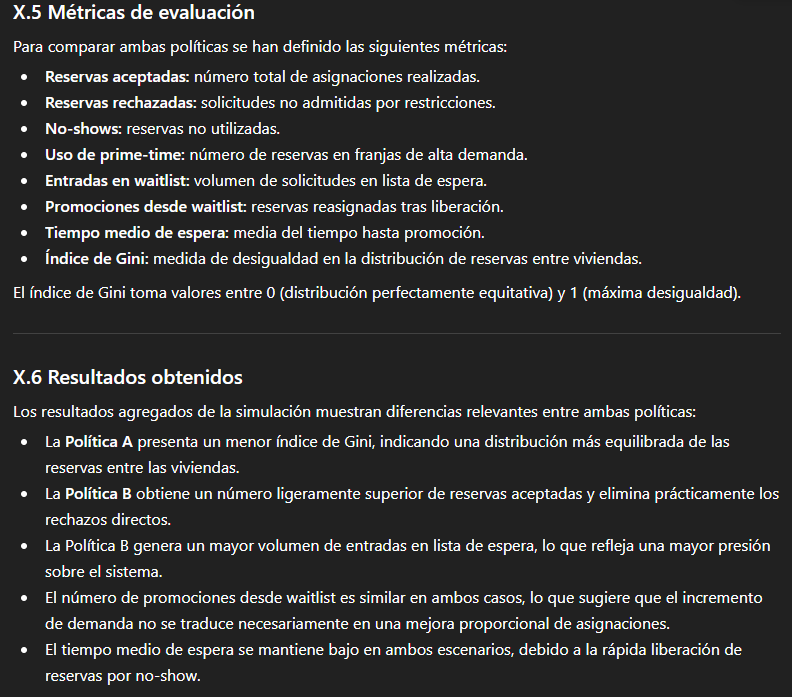 X.5 Métricas de evaluación
Para comparar ambas políticas se han definido las siguientes métricas:
• Reservas aceptadas: número total de asignaciones realizadas.
• Reservas rechazadas: solicitudes no admitidas por restricciones.
• No-shows: reservas no utilizadas.
• Uso de prime-time: número de reservas en franjas de alta demanda.
• Entradas en waitlist: volumen de solicitudes en lista de espera.
• Promociones desde waitlist: reservas reasignadas tras liberación.
• Tiempo medio de espera: media del tiempo hasta promoción.
• Índice de Gini: medida de desigualdad en la distribución de reservas entre viviendas.
El índice de Gini toma valores entre 0 (distribución perfectamente equitativa) y 1 (máxima desigualdad).
X.6 Resultados obtenidos
Los resultados agregados de la simulación muestran diferencias relevantes entre ambas políticas:
• La Política A presenta un menor índice de Gini, indicando una distribución más equilibrada de las
reservas entre las viviendas.
• La Política B obtiene un número ligeramente superior de reservas aceptadas y elimina prácticamente los
rechazos directos.
• La Política B genera un mayor volumen de entradas en lista de espera, lo que refleja una mayor presión
sobre el sistema.
• El número de promociones desde waitlist es similar en ambos casos, lo que sugiere que el incremento
de demanda no se traduce necesariamente en una mejora proporcional de asignaciones.
• El tiempo medio de espera se mantiene bajo en ambos escenarios, debido a la rápida liberación de
reservas por no-show.